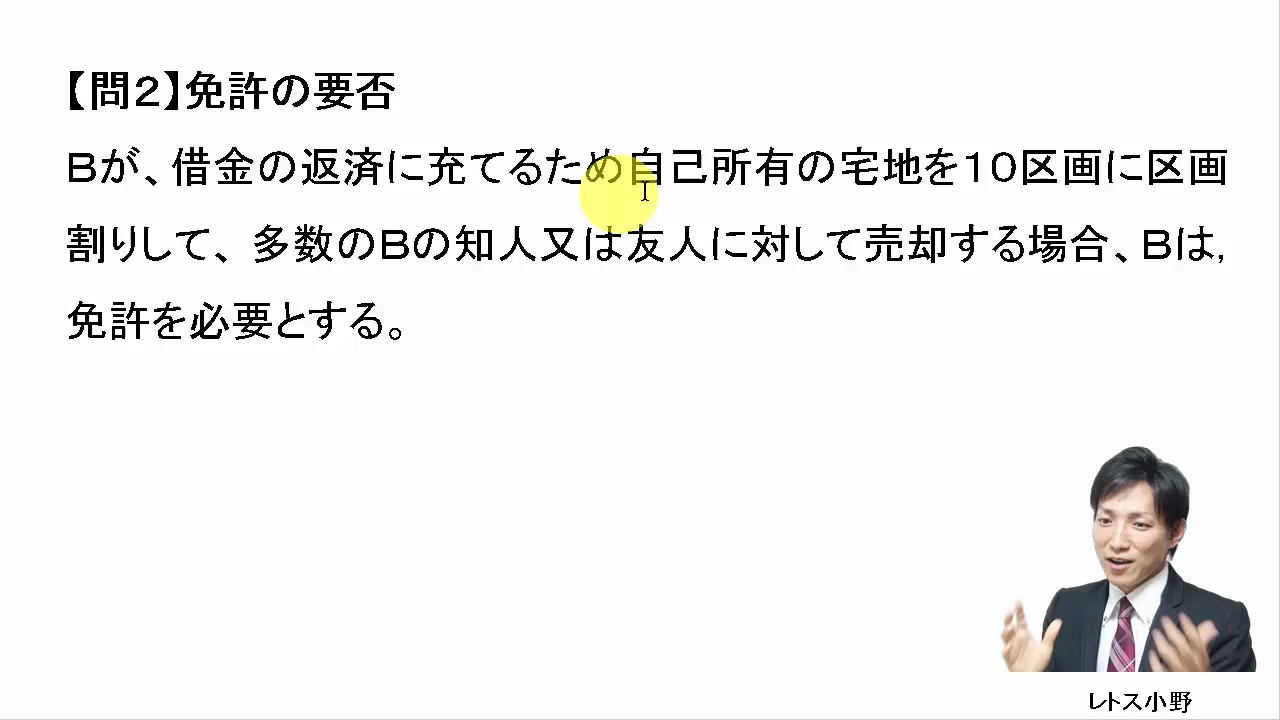 【問２】免許の要否
Ｂが、借金の返済に充てるため自己所有の宅地を１０区画に区画
割りして、多数のＢの知人又は友人に対して売却する場合、Ｂは，
免許を必要とする。
レトス小野